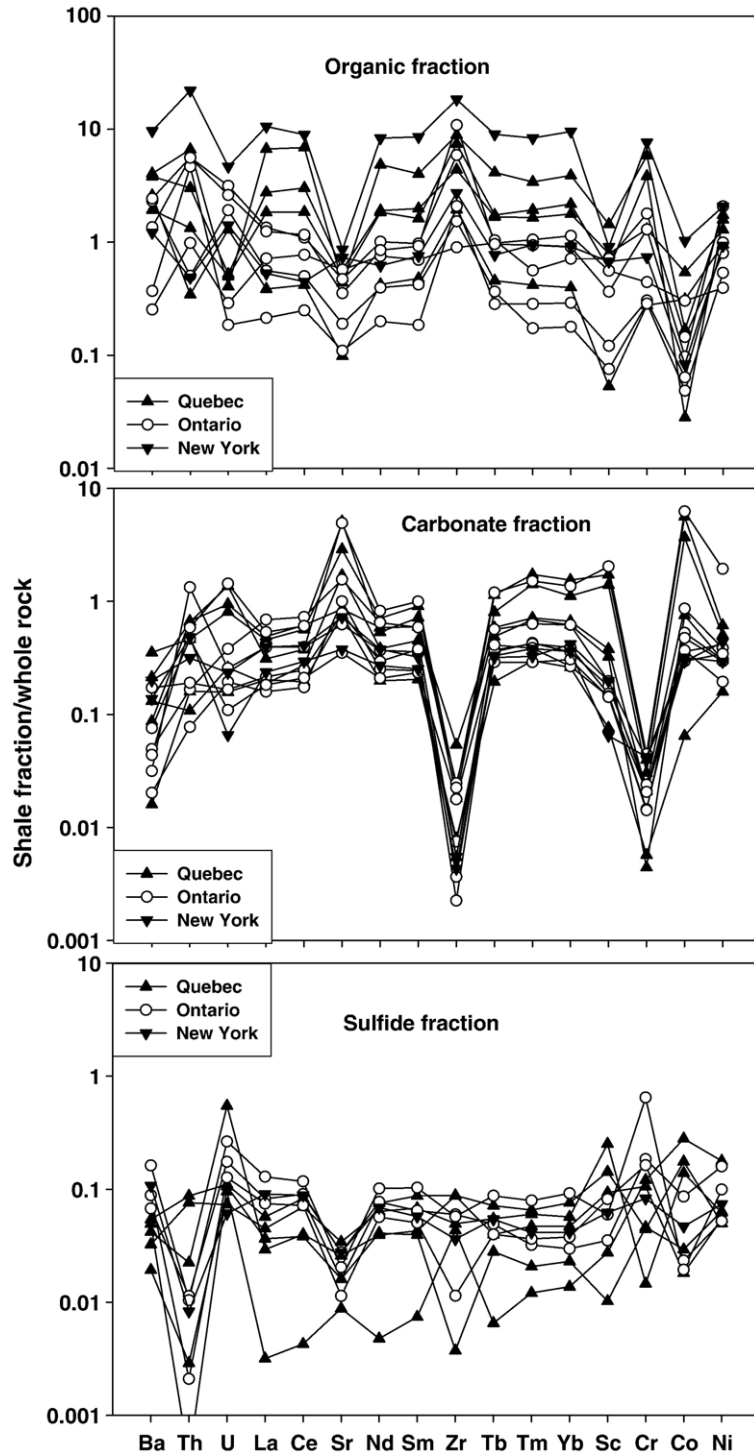 100
Organic fraction
10
1
0.1
Quebec
Ontario
New York
0.01
10
Carbonate fraction
1
0.1
0.01
Quebec
Ontario
New York
0.001
Shale fraction/whole rock
10
Quebec
Ontario
New York
Sulfide fraction
1
0.1
0.01
0.001
Ba Th U La Ce Sr Nd Sm Zr Tb Tm Yb Sc Cr Co Ni